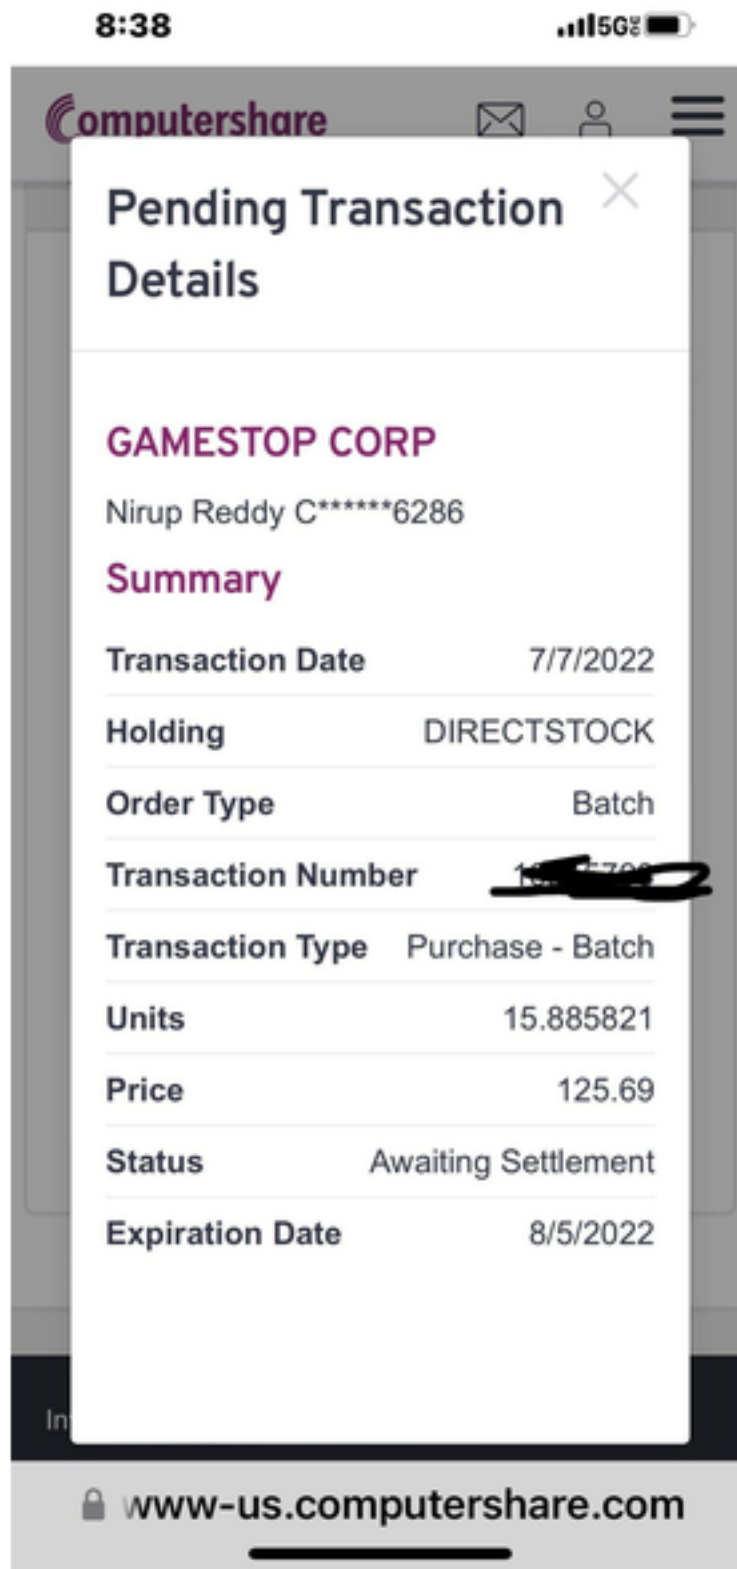 8:38
5G
Computershare
Pending Transaction
Details
GAMESTOP CORP
Nirup Reddy C******6286
Summary
Transaction Date 7/7/2022
Holding DIRECTSTOCK
Order Type Batch
Transaction Number
Transaction Type Purchase - Batch
Units 15.885821
Price 125.69
Status Awaiting Settlement
Expiration Date 8/5/2022
www-us.computershare.com